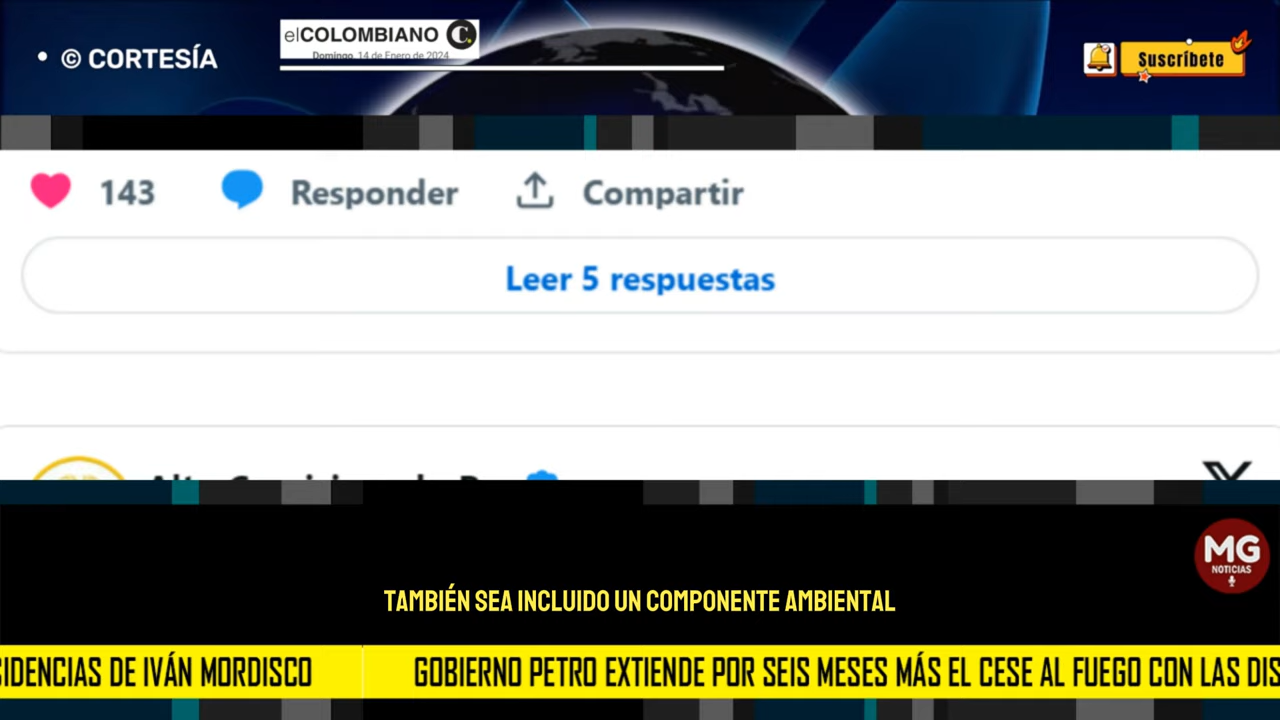 • © CORTESÍA
elCOLOMBIANO C.
Domingo, 14 de Enero de 2024
Suscríbete
143 Responder Compartir
Leer 5 respuestas
X
MG
NOTICIAS
TAMBIÉN SEA INCLUIDO UN COMPONENTE AMBIENTAL
SIDENCIAS DE IVÁN MORDISCO GOBIERNO PETRO EXTIENDE POR SEIS MESES MÁS EL CESE AL FUEGO CON LAS DIS